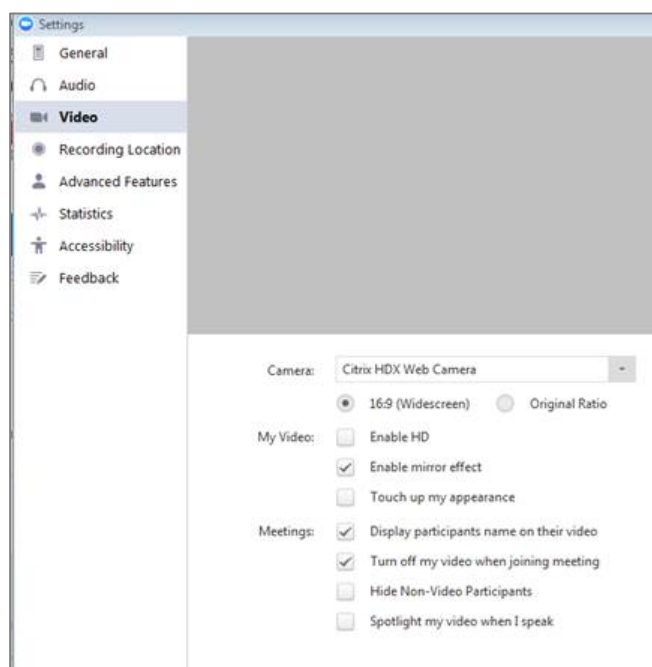 Settings
General
Audio
Video
Recording Location
Advanced Features
Statistics
Accessibility
Feedback
Camera: Citrix HDX Web Camera
16:9 (Widescreen) Original Ratio
My Video: Enable HD
Enable mirror effect
Touch up my appearance
Meetings: Display participants name on their video
Turn off my video when joining meeting
Hide Non-Video Participants
Spotlight my video when I speak